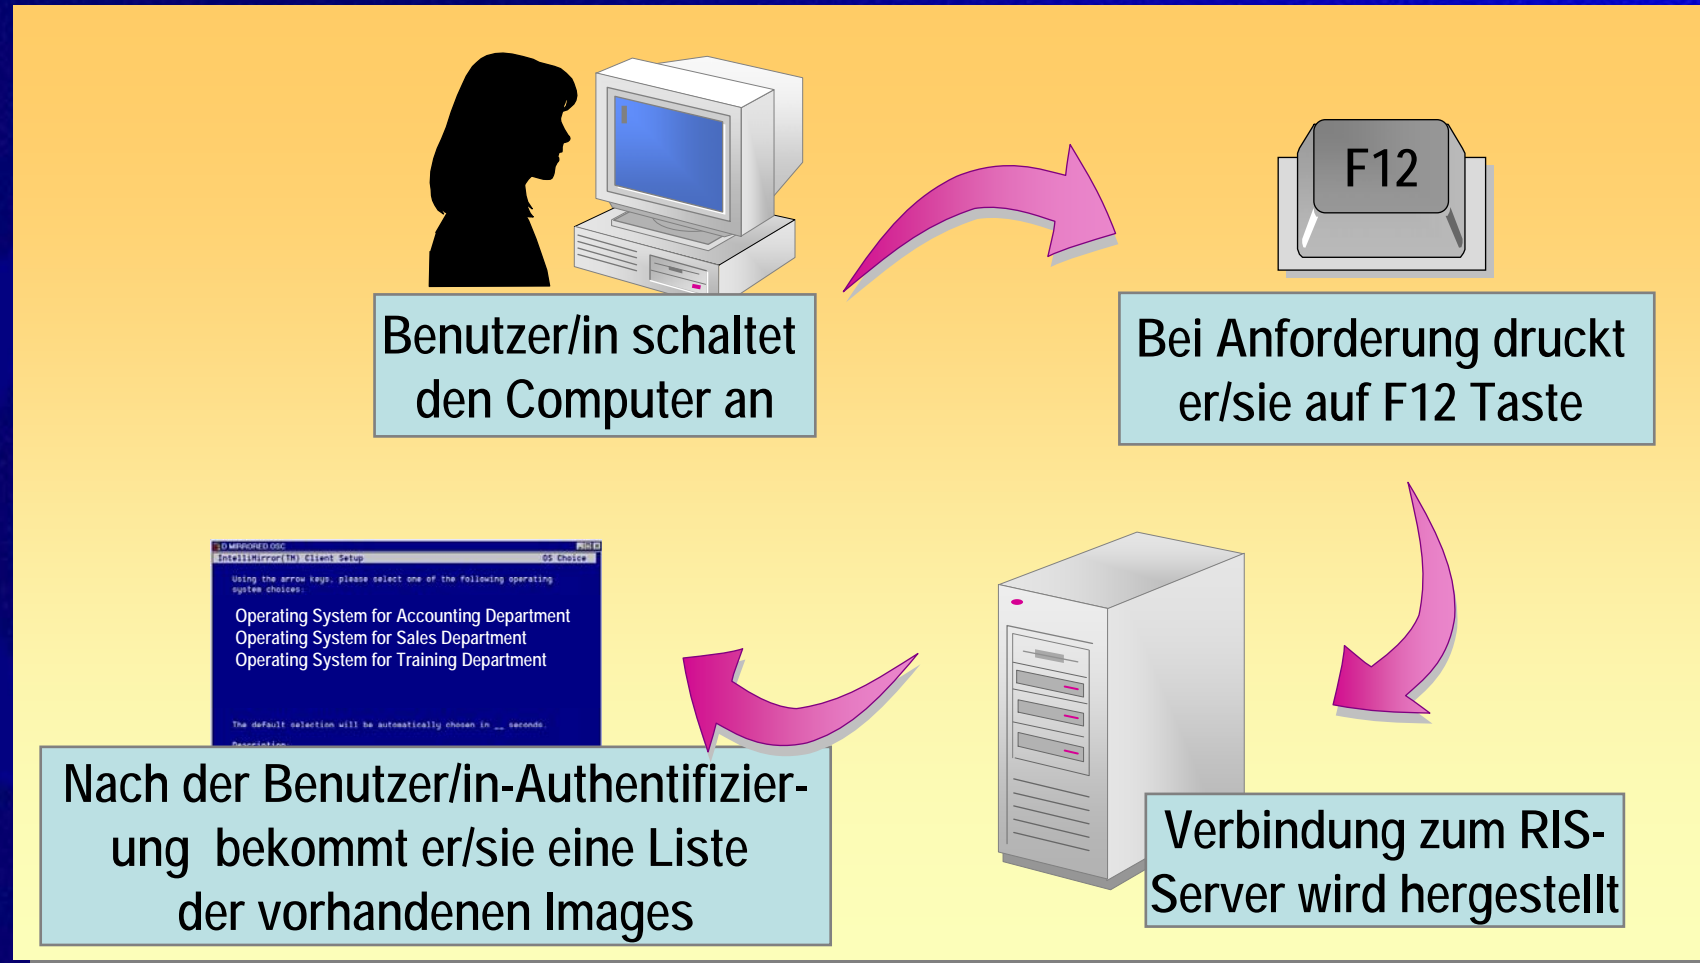 Benutzer/in schaltet
den Computer an
F12
Bei Anforderung druckt
er/sie auf F12 Taste
Verbindung zum RIS-
Server wird hergestellt
D MIRRORED.OSC
IntelliMirror(TM) Client Setup OS Choice
Using the arrow keys, please select one of the following operating
system choices:
Operating System for Accounting Department
Operating System for Sales Department
Operating System for Training Department
The default selection will be automatically chosen in __ seconds.
Description:
Nach der Benutzer/in-Authentifizier-
ung bekommt er/sie eine Liste
der vorhandenen Images